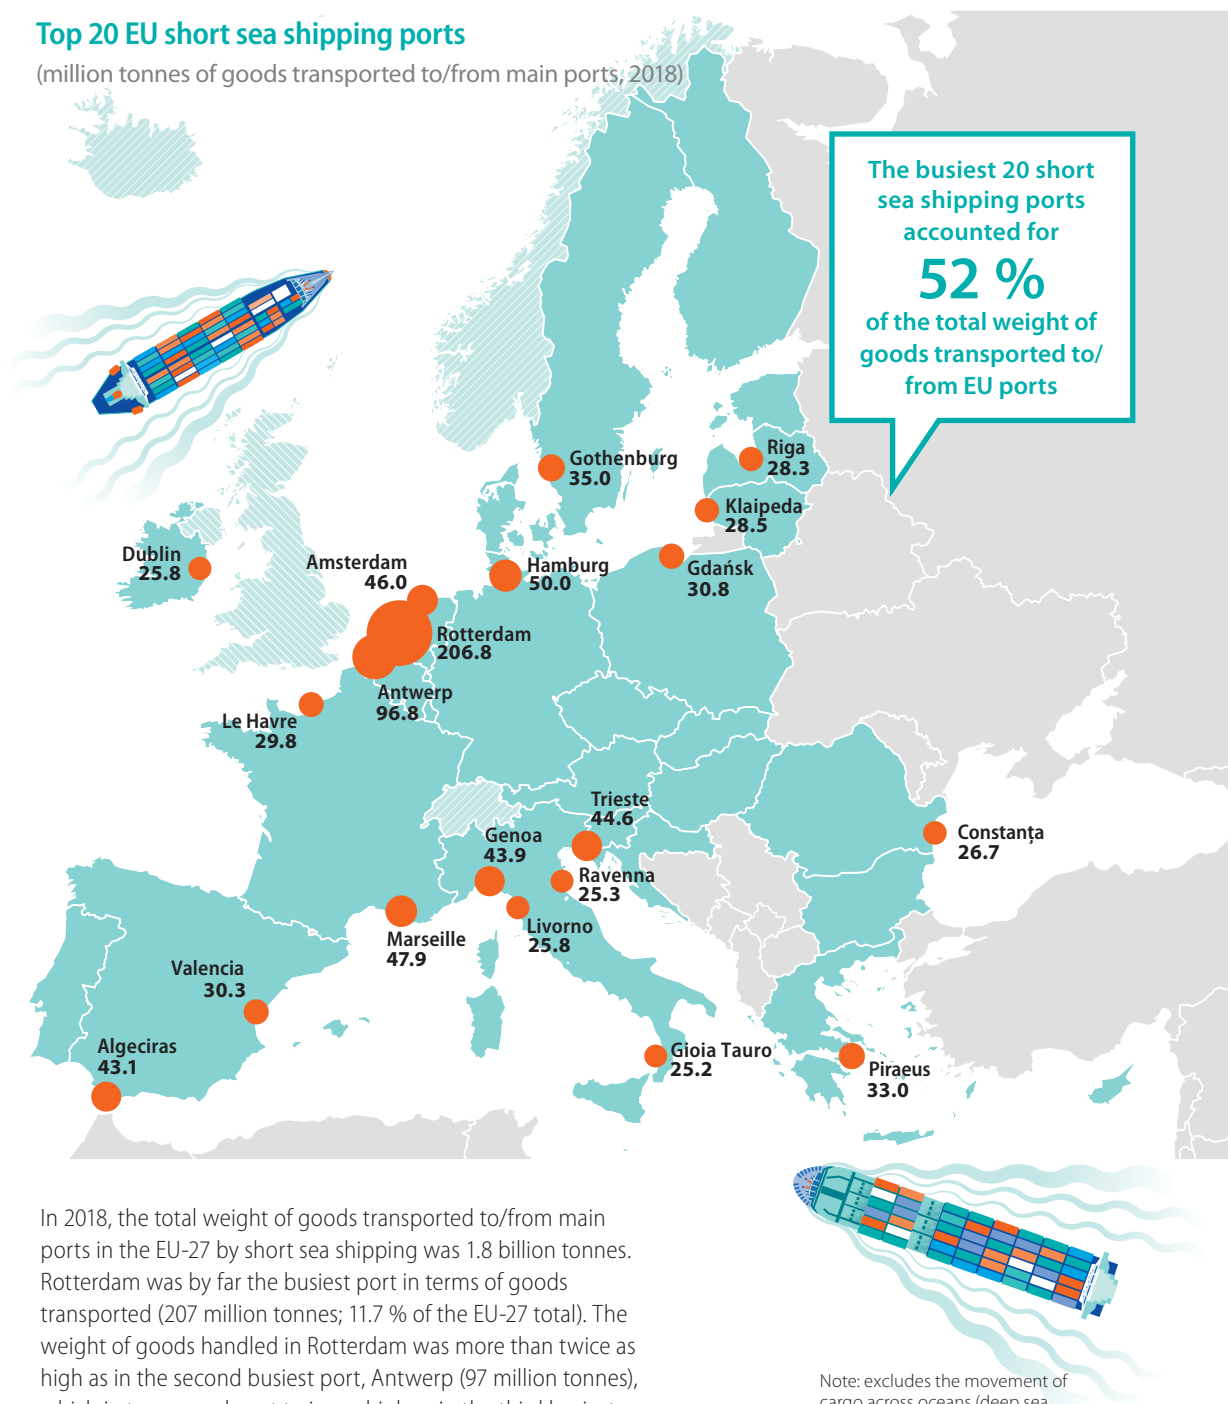 Top 20 EU short sea shipping ports
(million tonnes of goods transported to/from main ports, 2018)
The busiest 20 short
sea shipping ports
accounted for
52 %
of the total weight of
goods transported to/
from EU ports
Gothenburg
35.0
Riga
28.3
Klaipeda
28.5
Dublin
25.8
Amsterdam
46.0
Hamburg
50.0
Gdańsk
30.8
Rotterdam
206.8
Antwerp
96.8
Le Havre
29.8
Trieste
44.6
Genoa
43.9
Constanța
26.7
Ravenna
25.3
Livorno
25.8
Marseille
47.9
Valencia
30.3
Algeciras
43.1
Gioia Tauro
25.2
Piraeus
33.0
In 2018, the total weight of goods transported to/from main
ports in the EU-27 by short sea shipping was 1.8 billion tonnes.
Rotterdam was by far the busiest port in terms of goods
transported (207 million tonnes; 11.7 % of the EU-27 total). The
weight of goods handled in Rotterdam was more than twice as
high as in the second busiest port, Antwerp (97 million tonnes),
Note: excludes the movement of
cargo across oceans (deep sea